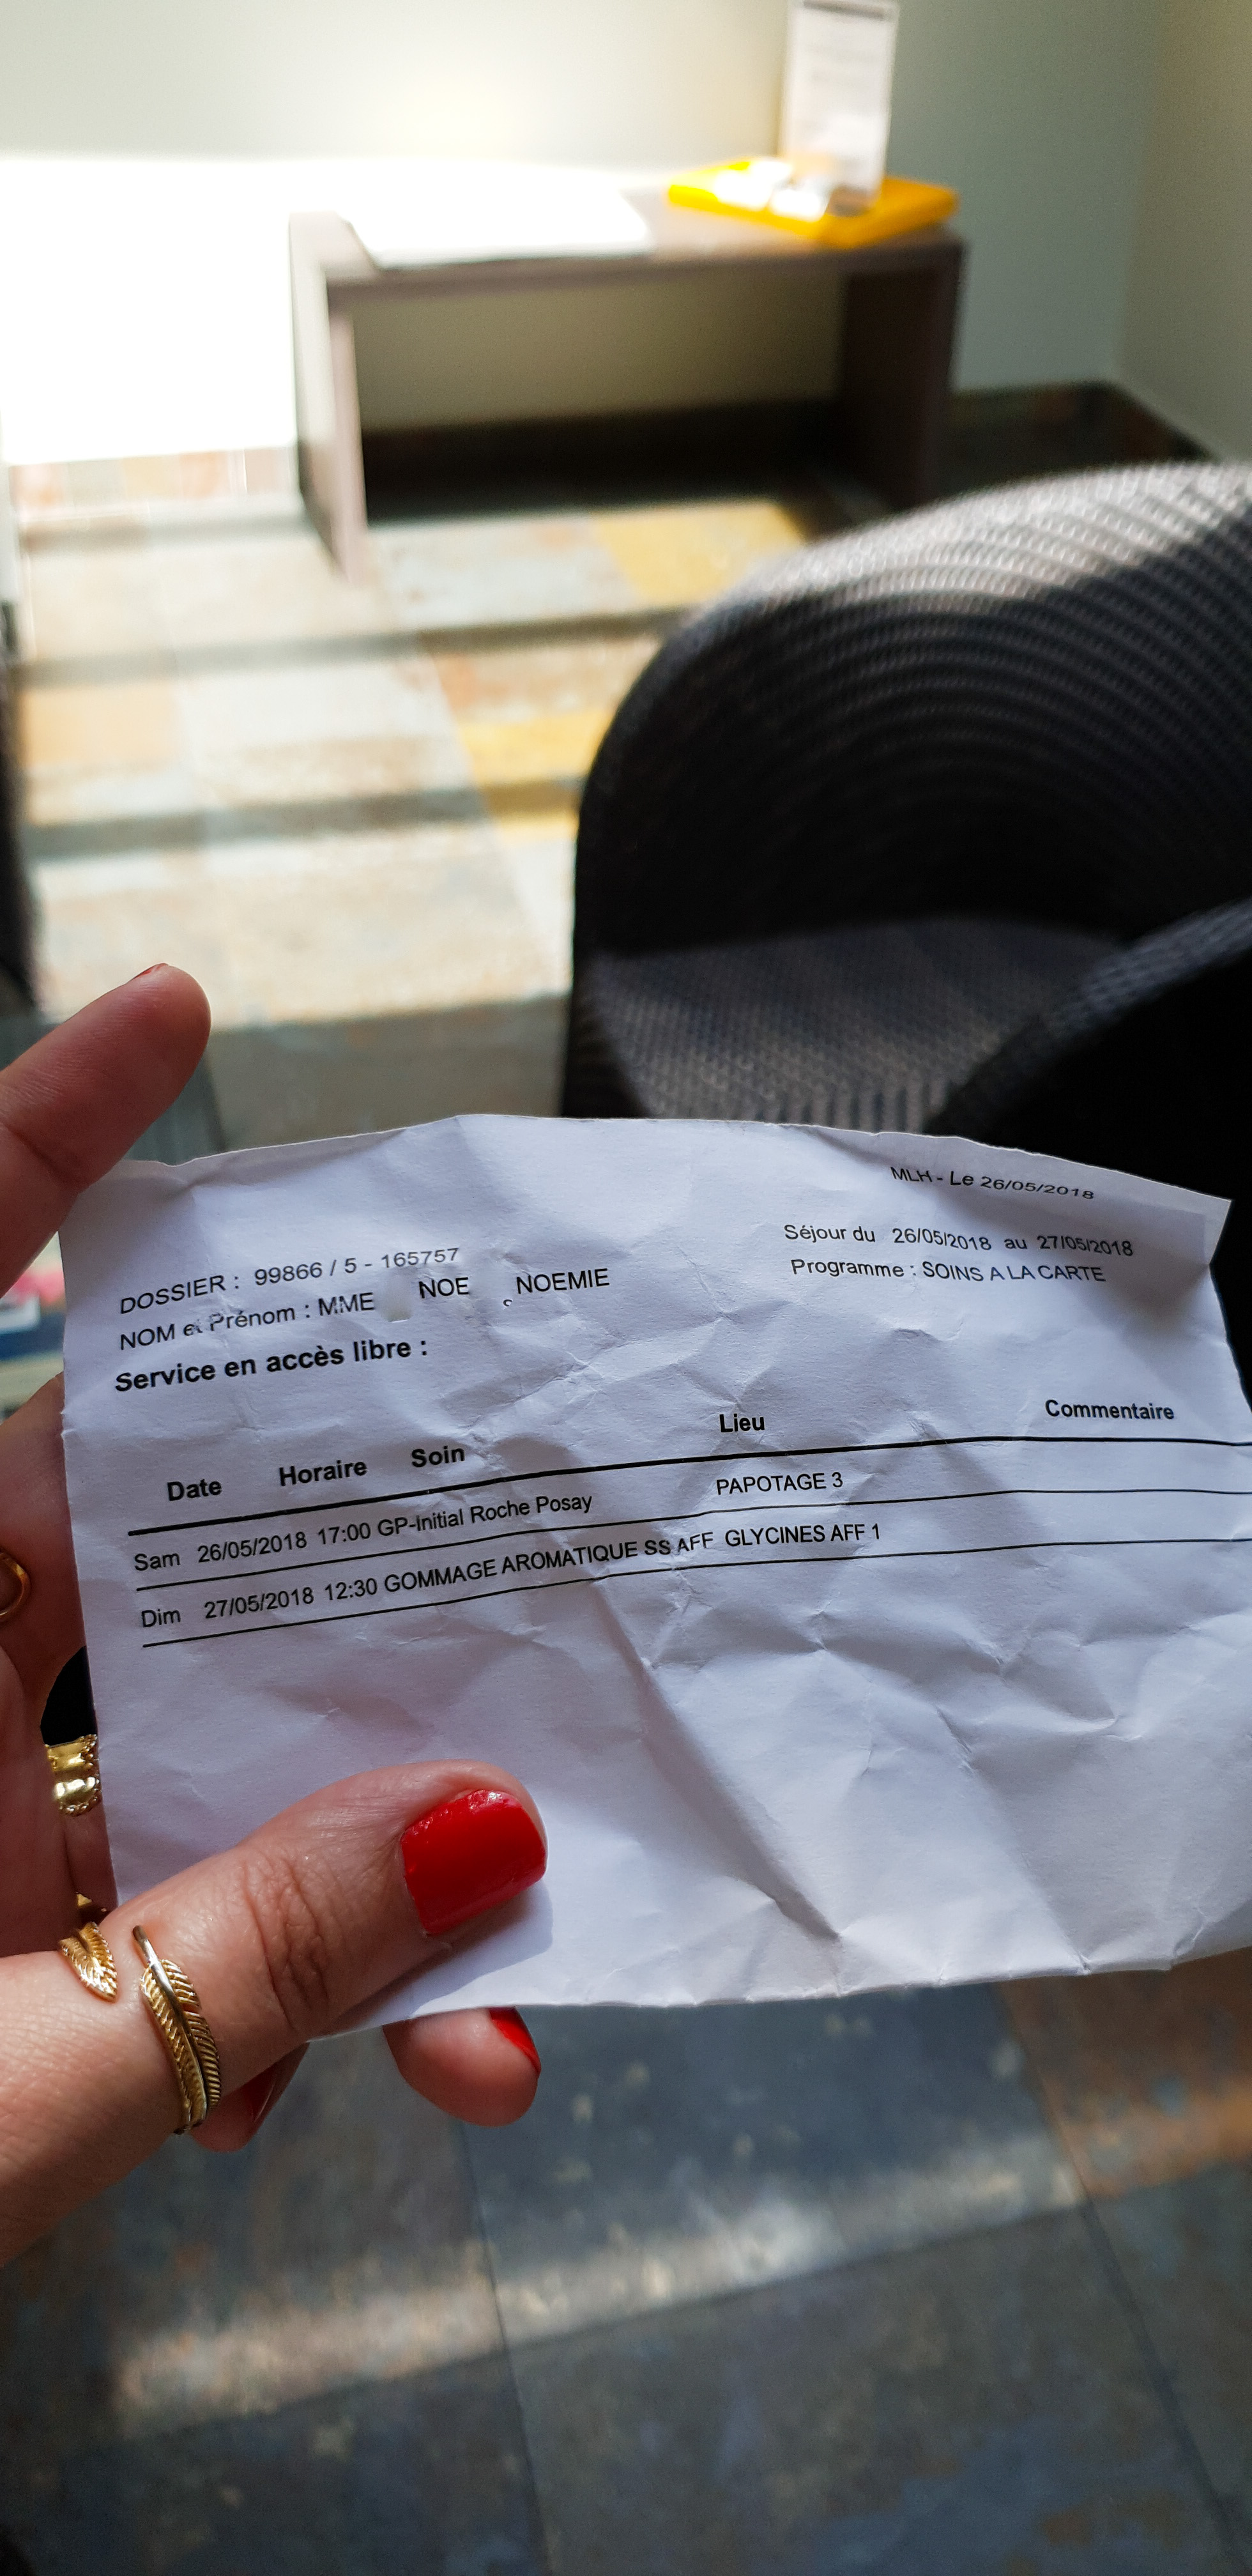 MLH - Le 26/05/2018
Séjour du 26/05/2018 au 27/05/2018
Programme : SOINS A LA CARTE
DOSSIER : 99866 / 5 - 165757
NOM et Prénom : MME NOE NOEMIE
Service en accès libre :
Date Horaire Soin Lieu Commentaire
Sam 26/05/2018 17:00 GP-Initial Roche Posay PAPOTAGE 3
Dim 27/05/2018 12:30 GOMMAGE AROMATIQUE SS AFF GLYCINES AFF 1